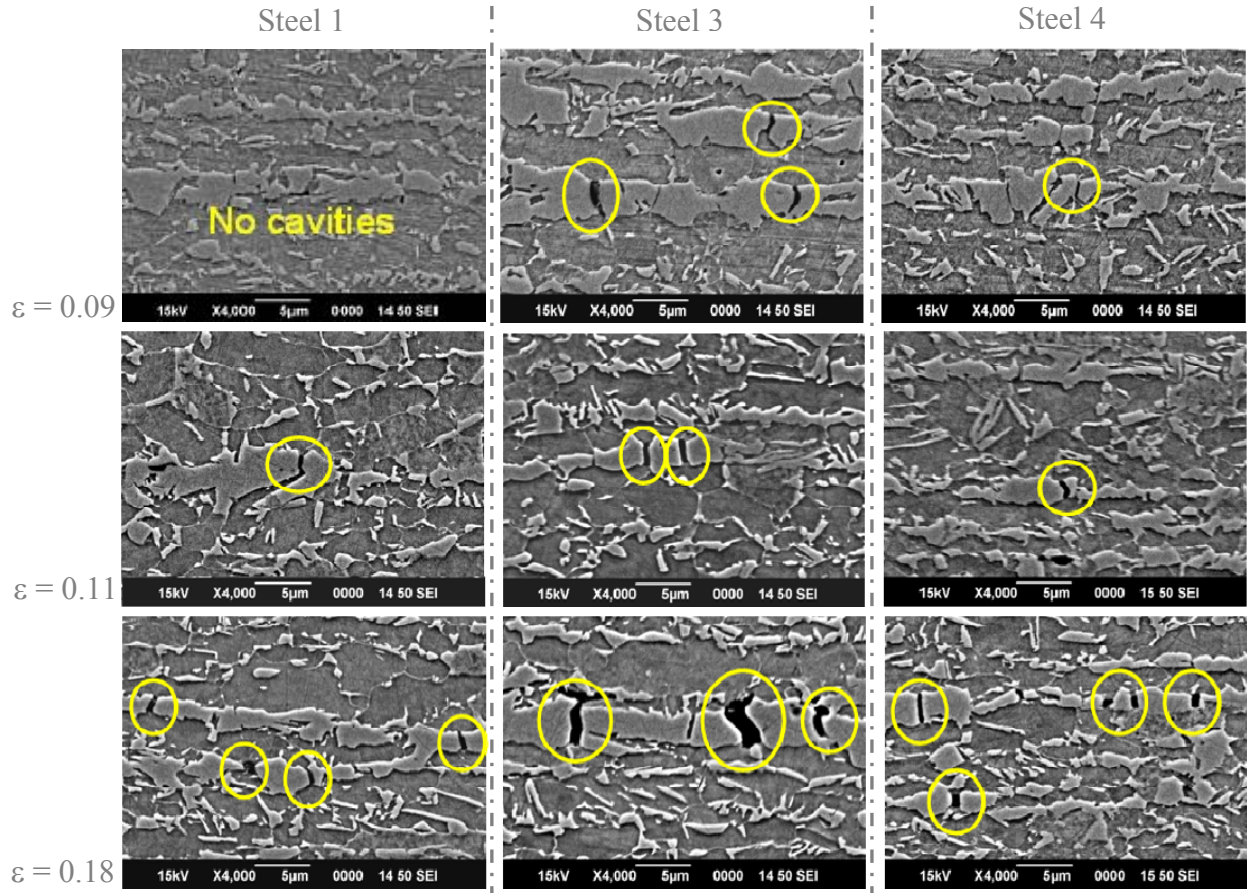 Steel 1
Steel 3
Steel 4
No cavities
ε = 0.09
15kV X4,000 5µm 0000 14 50 SEI
15kV X4,000 5µm 0000 14 50 SEI
15kV X4,000 5µm 0000 14 50 SEI
ε = 0.11
15kV X4,000 5µm 0000 14 50 SEI
15kV X4,000 5µm 0000 14 50 SEI
15kV X4,000 5µm 0000 15 50 SEI
ε = 0.18
15kV X4,000 5µm 0000 14 50 SEI
15kV X4,000 5µm 0000 14 50 SEI
15kV X4,000 5µm 0000 14 50 SEI